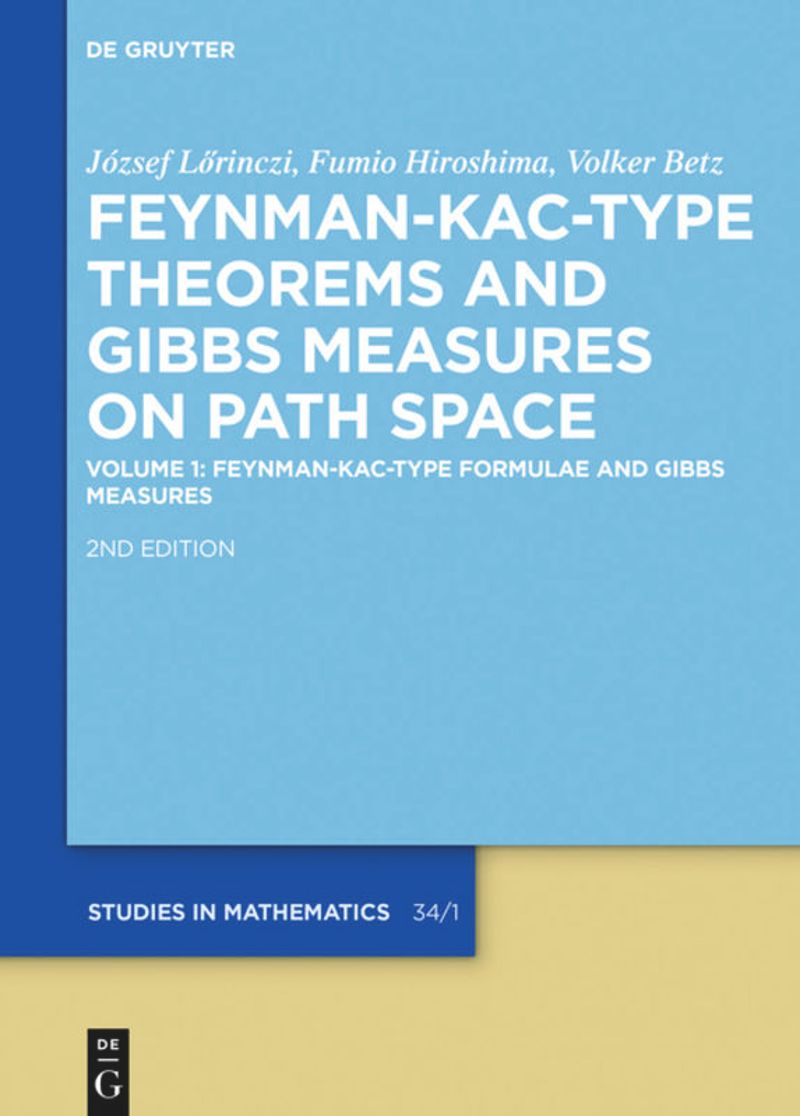 DE GRUYTER
József Lőrinczi, Fumio Hiroshima, Volker Betz
FEYNMAN-KAC-TYPE
THEOREMS AND
GIBBS MEASURES
ON PATH SPACE
VOLUME 1: FEYNMAN-KAC-TYPE FORMULAE AND GIBBS
MEASURES
2ND EDITION
STUDIES IN MATHEMATICS 34/1
DE
G